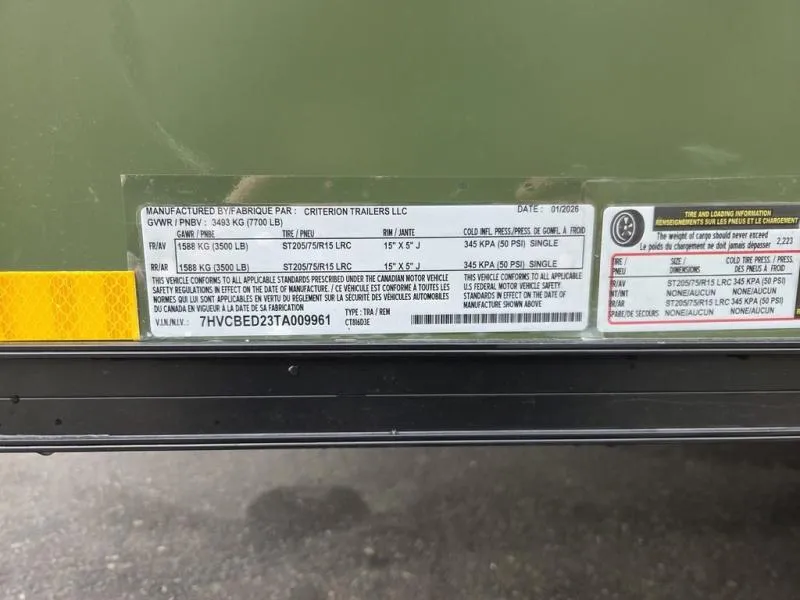 MANUFACTURED BY/FABRIQUE PAR : CRITERION TRAILERS LLC DATE : 01/2026
GVWR / PNBV : 3493 KG (7700 LB)
GAWR / PNBE TIRE / PNEU RIM / JANTE COLD INFL PRESS/PRESS DE GONFL À FROID
FR/AV 1588 KG (3500 LB) ST205/75/R15 LRC 15" X 5" J 345 KPA (50 PSI) SINGLE
RR/AR 1588 KG (3500 LB) ST205/75/R15 LRC 15" X 5" J 345 KPA (50 PSI) SINGLE
THIS VEHICLE CONFORMS TO ALL APPLICABLE STANDARDS PRESCRIBED UNDER THE CANADIAN MOTOR VEHICLE
SAFETY REGULATIONS IN EFFECT ON THE DATE OF MANUFACTURE / CE VÉHICULE EST CONFORME À TOUTES LES
NORMES QUI LUI SONT APPLICABLES EN VERTU DU RÈGLEMENT SUR LA SÉCURITÉ DES VÉHICULES AUTOMOBILES
DU CANADA EN VIGUEUR À LA DATE DE SA FABRICATION
THIS VEHICLE CONFORMS TO ALL APPLICABLE
U.S FEDERAL MOTOR VEHICLE SAFETY
STANDARDS IN EFFECT ON THE DATE OF
MANUFACTURE
V.I.N./N.I.V.: 7HVCBED23TA009961
TYPE : TRA / REM
CT816D3E
TIRE AND LOADING INFORMATION
RENSEIGNEMENTS SUR LES PNEUS ET LE CHARGEMENT
The weight of cargo should never exceed
Le poids du chargement ne doit jamais dépasser 2,223
TIRE / SIZE / COLD TIRE PRESS. / PRESS.
PNEU DIMENSIONS DES PNEUS À FROID
FR/AV ST205/75/R15 LRC 345 KPA (50 PSI)
INT/INT NONE/AUCUN NONE/AUCUN
RR/AR ST205/75/R15 LRC 345 KPA (50 PSI)
SPARE/DE SECOURS NONE/AUCUN NONE/AUCUN